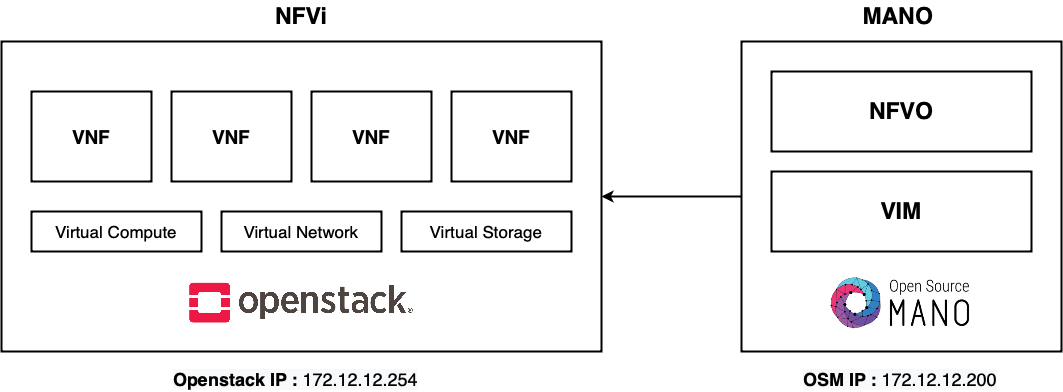 NFVi
MANO
VNF
VNF
VNF
VNF
NFVO
VIM
Virtual Compute
Virtual Network
Virtual Storage
openstack.
Open Source
MANO
Openstack IP : 172.12.12.254
OSM IP : 172.12.12.200